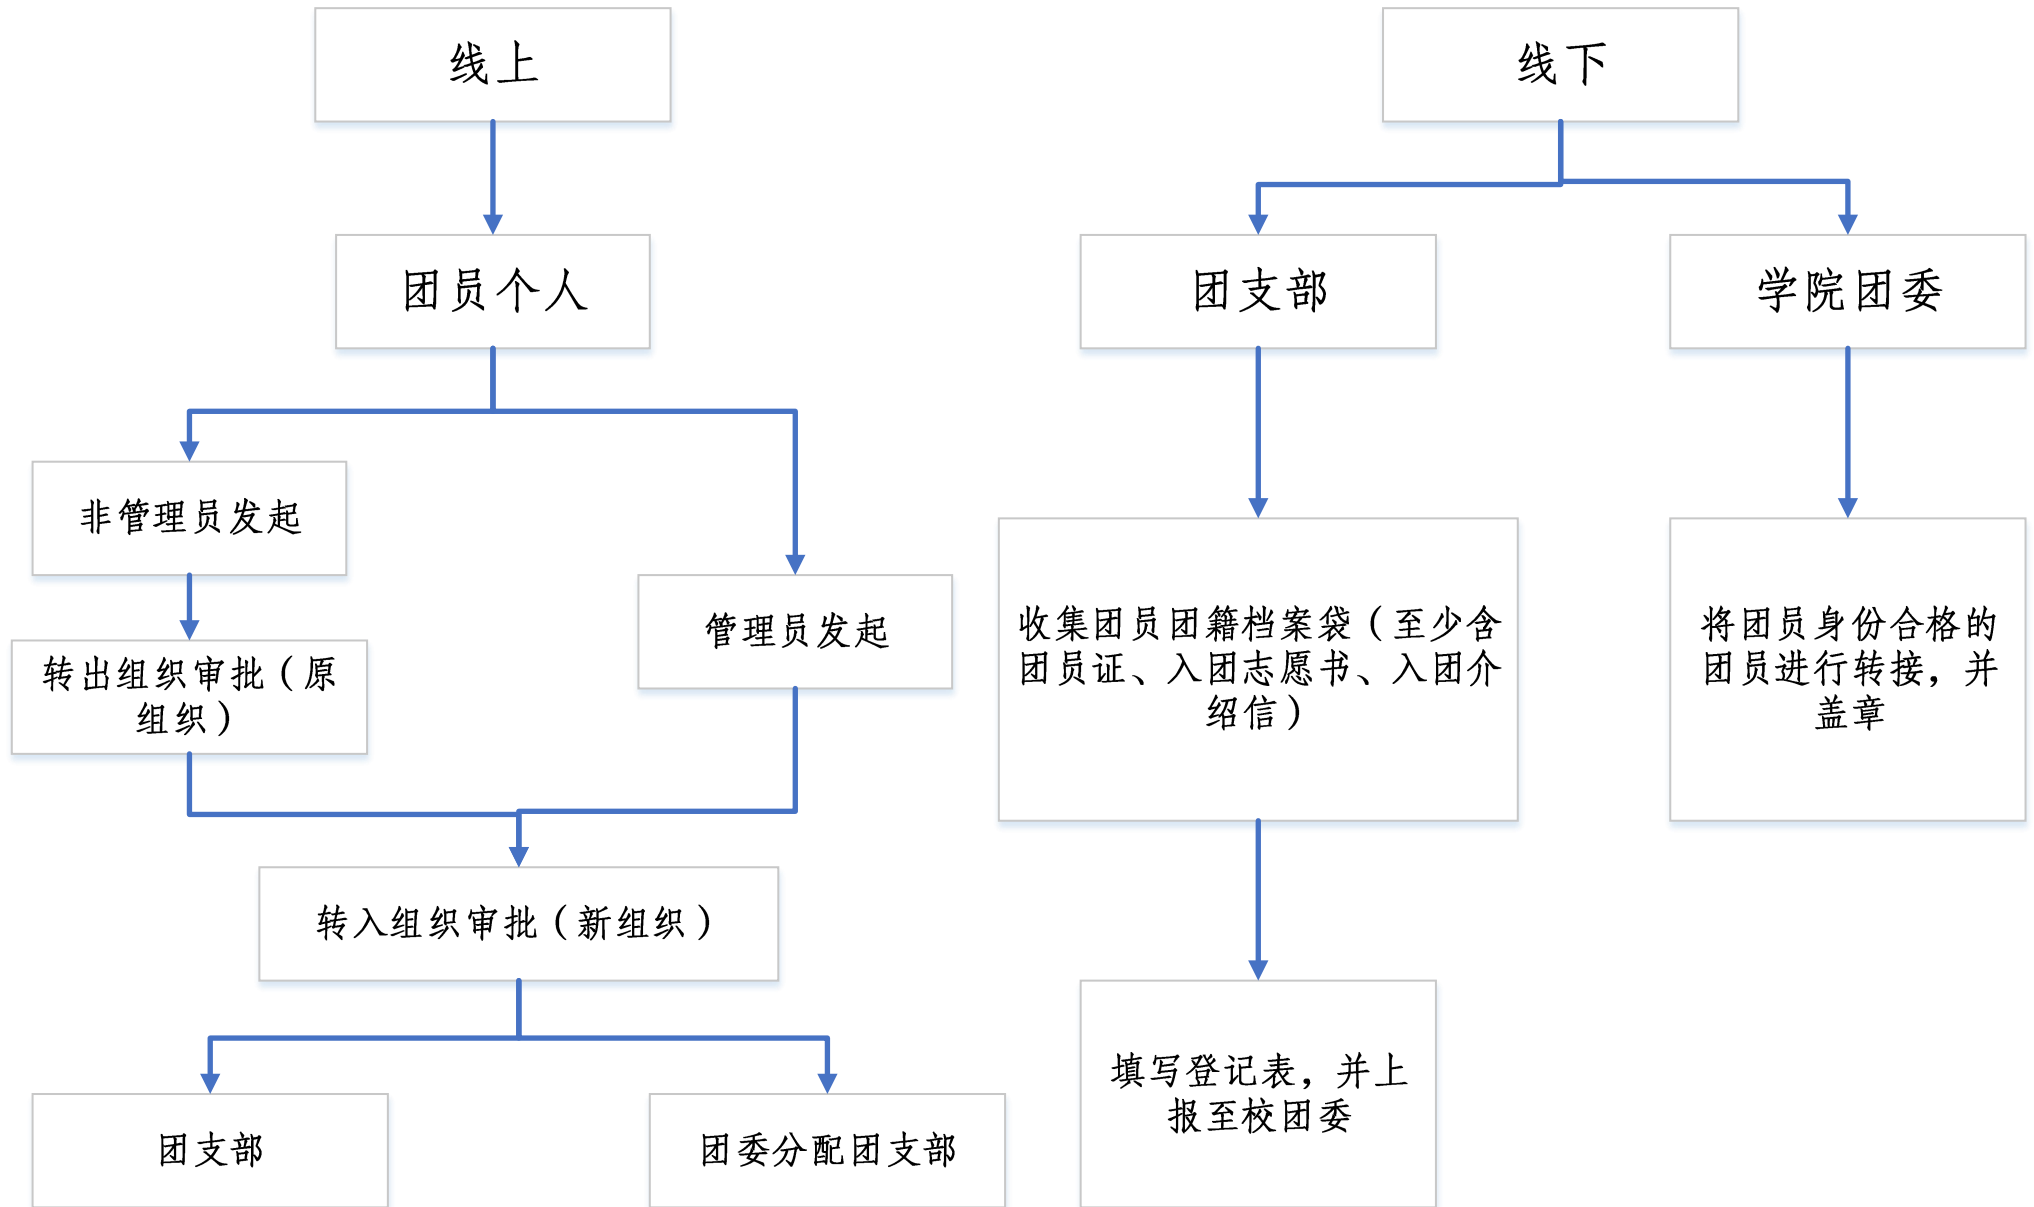 线上
线下
团员个人
团支部
学院团委
非管理员发起
管理员发起
转出组织审批（原
组织）
收集团员团籍档案袋（至少含
团员证、入团志愿书、入团介
绍信）
将团员身份合格的
团员进行转接，并
盖章
转入组织审批（新组织）
填写登记表，并上
报至校团委
团支部
团委分配团支部